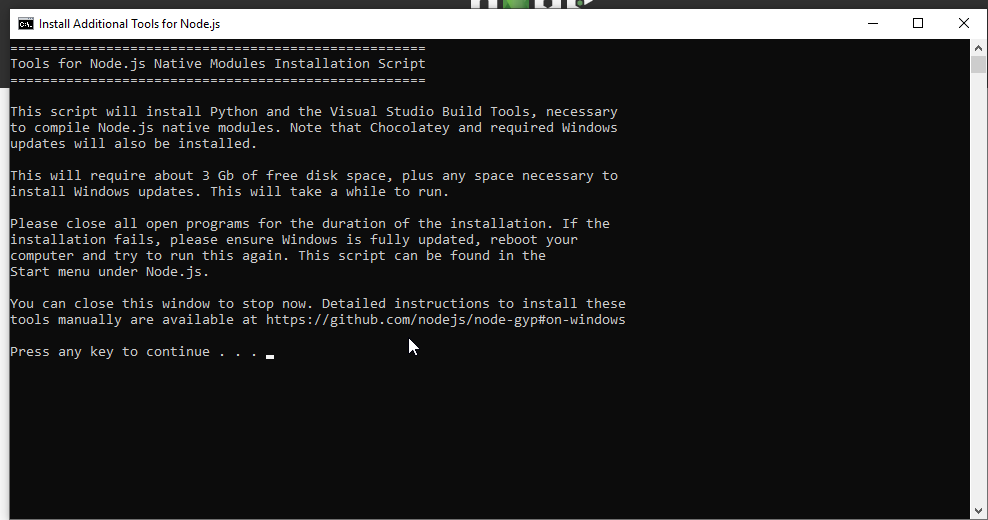 Install Additional Tools for Node.js
====================================================
Tools for Node.js Native Modules Installation Script
====================================================
This script will install Python and the Visual Studio Build Tools, necessary
to compile Node.js native modules. Note that Chocolatey and required Windows
updates will also be installed.
This will require about 3 Gb of free disk space, plus any space necessary to
install Windows updates. This will take a while to run.
Please close all open programs for the duration of the installation. If the
installation fails, please ensure Windows is fully updated, reboot your
computer and try to run this again. This script can be found in the
Start menu under Node.js.
You can close this window to stop now. Detailed instructions to install these
tools manually are available at https://github.com/nodejs/node-gyp#on-windows
Press any key to continue . . .